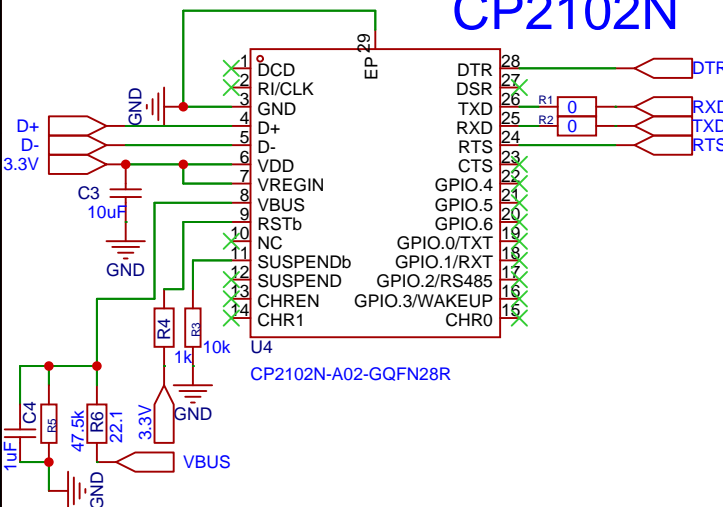 CP2102N
EP 29
1 DCD DTR 28 DTR
2 RI/CLK DSR 27
GND 3 GND TXD 26 R1 0 RXD
D+ 4 D+ RXD 25 R2 0 TXD
D- 5 D- RTS 24 RTS
3.3V 6 VDD CTS 23
7 VREGIN GPIO.4 22
C3 10uF 8 VBUS GPIO.5 21
9 RSTb GPIO.6 20
10 NC GPIO.0/TXT 19
GND 11 SUSPENDb GPIO.1/RXT 18
12 SUSPEND GPIO.2/RS485 17
13 CHREN GPIO.3/WAKEUP 16
14 CHR1 CHR0 15
R4 1k R3 10k U4
CP2102N-A02-GQFN28R
3.3V GND
C4 1uF R5 47.5k R6 22.1
VBUS
GND